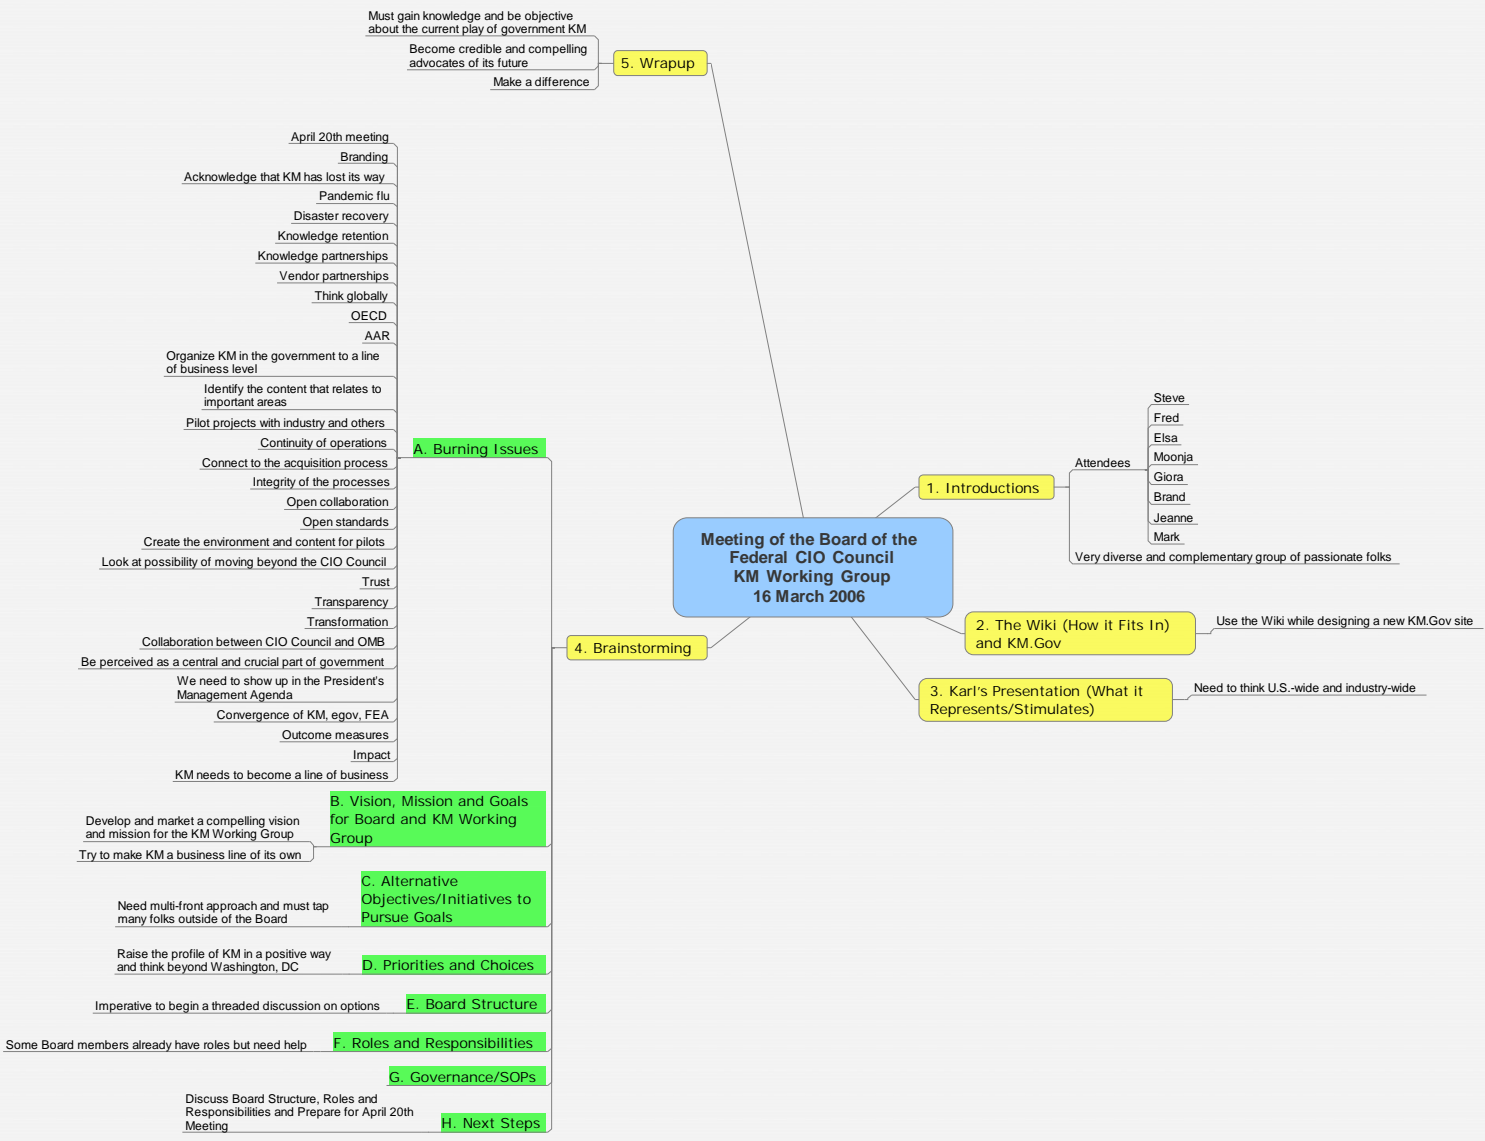 Meeting of the Board of the
Federal CIO Council
KM Working Group
16 March 2006
1. Introductions
Attendees
Steve
Fred
Elsa
Moonja
Giora
Brand
Jeanne
Mark
Very diverse and complementary group of passionate folks
2. The Wiki (How it Fits In)
and KM.Gov
Use the Wiki while designing a new KM.Gov site
3. Karl's Presentation (What it
Represents/Stimulates)
Need to think U.S.-wide and industry-wide
4. Brainstorming
A. Burning Issues
April 20th meeting
Branding
Acknowledge that KM has lost its way
Pandemic flu
Disaster recovery
Knowledge retention
Knowledge partnerships
Vendor partnerships
Think globally
OECD
AAR
Organize KM in the government to a line
of business level
Identify the content that relates to
important areas
Pilot projects with industry and others
Continuity of operations
Connect to the acquisition process
Integrity of the processes
Open collaboration
Open standards
Create the environment and content for pilots
Look at possibility of moving beyond the CIO Council
Trust
Transparency
Transformation
Collaboration between CIO Council and OMB
Be perceived as a central and crucial part of government
We need to show up in the President's
Management Agenda
Convergence of KM, egov, FEA
Outcome measures
Impact
KM needs to become a line of business
B. Vision, Mission and Goals
for Board and KM Working
Group
Develop and market a compelling vision
and mission for the KM Working Group
Try to make KM a business line of its own
C. Alternative
Objectives/Initiatives to
Pursue Goals
Need multi-front approach and must tap
many folks outside of the Board
D. Priorities and Choices
Raise the profile of KM in a positive way
and think beyond Washington, DC
E. Board Structure
Imperative to begin a threaded discussion on options
F. Roles and Responsibilities
Some Board members already have roles but need help
G. Governance/SOPs
H. Next Steps
Discuss Board Structure, Roles and
Responsibilities and Prepare for April 20th
Meeting
5. Wrapup
Must gain knowledge and be objective
about the current play of government KM
Become credible and compelling
advocates of its future
Make a difference